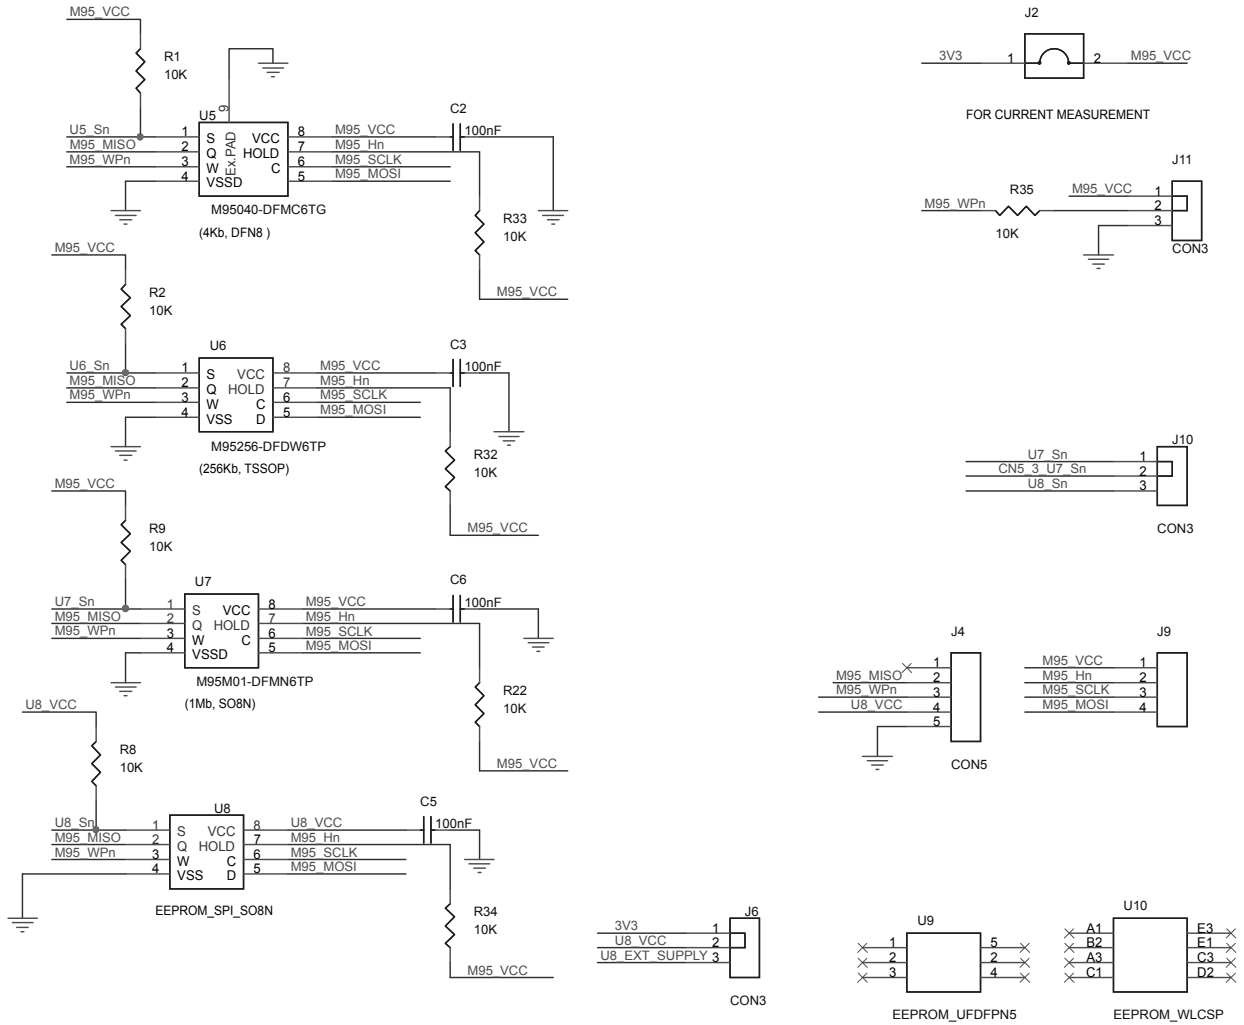 M95_VCC
R1
10K
U5
9
U5_Sn
M95_MISO
M95_WPn
1
2
3
4
S
Q
W
VSSD
Ex.PAD
VCC
HOLD
C
8
7
6
5
M95_VCC
M95_Hn
M95_SCLK
M95_MOSI
C2
100nF
M95040-DFMC6TG
(4Kb, DFN8 )
R33
10K
M95_VCC
M95_VCC
R2
10K
U6
U6_Sn
M95_MISO
M95_WPn
1
2
3
4
S
Q
W
VSS
VCC
HOLD
C
D
8
7
6
5
M95_VCC
M95_Hn
M95_SCLK
M95_MOSI
C3
100nF
M95256-DFDW6TP
(256Kb, TSSOP)
R32
10K
M95_VCC
M95_VCC
R9
10K
U7
U7_Sn
M95_MISO
M95_WPn
1
2
3
4
S
Q
W
VSSD
VCC
HOLD
C
8
7
6
5
M95_VCC
M95_Hn
M95_SCLK
M95_MOSI
C6
100nF
M95M01-DFMN6TP
(1Mb, SO8N)
R22
10K
M95_VCC
U8_VCC
R8
10K
U8
U8_Sn
M95_MISO
M95_WPn
1
2
3
4
S
Q
W
VSS
VCC
HOLD
C
D
8
7
6
5
U8_VCC
M95_Hn
M95_SCLK
M95_MOSI
C5
100nF
EEPROM_SPI_SO8N
R34
10K
M95_VCC
J2
3V3
1
2
M95_VCC
FOR CURRENT MEASUREMENT
J11
M95_VCC
M95_WPn
R35
10K
1
2
3
CON3
J10
U7_Sn
CN5_3_U7_Sn
U8_Sn
1
2
3
CON3
J4
M95_MISO
M95_WPn
U8_VCC
1
2
3
4
5
CON5
J9
M95_VCC
M95_Hn
M95_SCLK
M95_MOSI
1
2
3
4
J6
3V3
U8_VCC
U8_EXT_SUPPLY
1
2
3
CON3
U9
1
2
3
5
2
4
EEPROM_UFDFPN5
U10
A1
B2
A3
C1
E3
E1
C3
D2
EEPROM_WLCSP